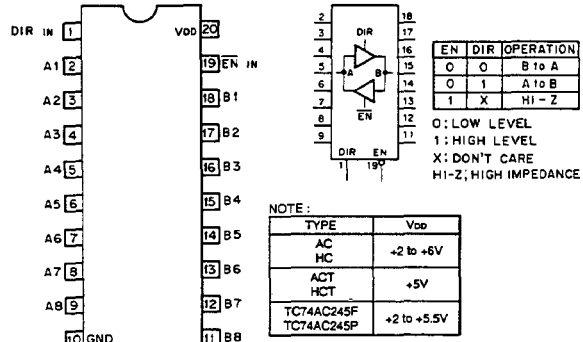 DIR IN 1
VDD 20
A1 2
19 EN IN
A2 3
18 B1
A3 4
17 B2
A4 5
16 B3
A5 6
15 B4
A6 7
14 B5
A7 8
13 B6
A8 9
12 B7
10 GND
11 B8
2 18
3 17
DIR
4 16
5 A B 15
6 14
7 13
EN
8 12
9 11
DIR EN
1 19
EN DIR OPERATION
0 0 B to A
0 1 A to B
1 X HI-Z
0: LOW LEVEL
1: HIGH LEVEL
X: DON'T CARE
HI-Z; HIGH IMPEDANCE
NOTE:
TYPE VDD
AC
HC
+2 to +6V
ACT
HCT
+5V
TC74AC245F
TC74AC245P
+2 to +5.5V